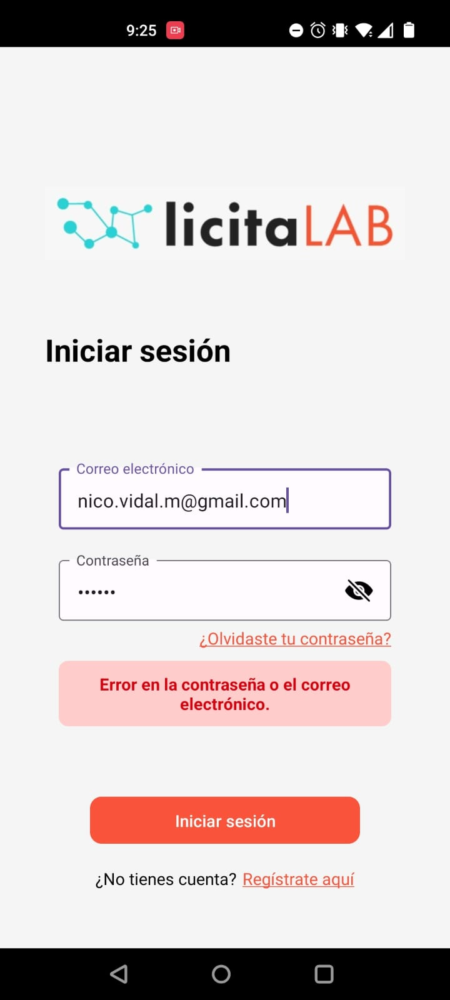 9:25
licitaLAB
Iniciar sesión
Correo electrónico
nico.vidal.m@gmail.com
Contraseña
••••••
¿Olvidaste tu contraseña?
Error en la contraseña o el correo
electrónico.
Iniciar sesión
¿No tienes cuenta? Regístrate aquí